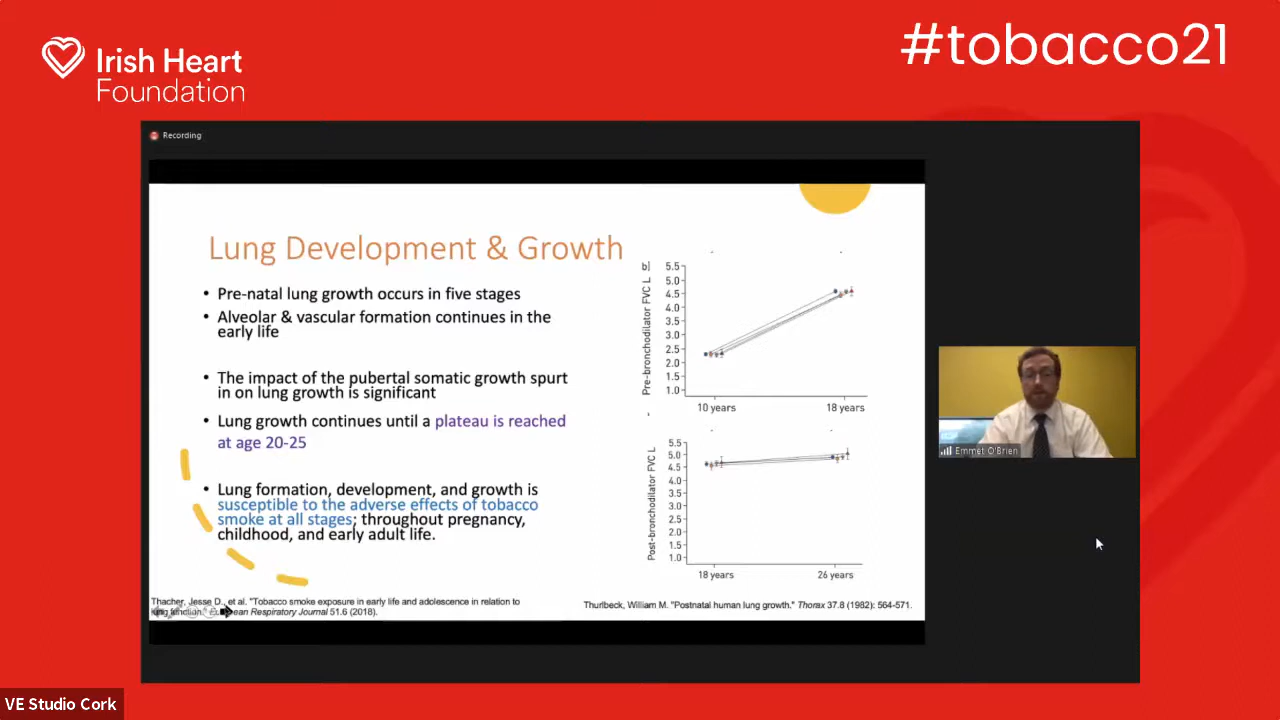 Irish Heart
Foundation
#tobacco21
Recording
Lung Development & Growth
• Pre-natal lung growth occurs in five stages
• Alveolar & vascular formation continues in the
early life
• The impact of the pubertal somatic growth spurt
in on lung growth is significant
• Lung growth continues until a plateau is reached
at age 20-25
• Lung formation, development, and growth is
susceptible to the adverse effects of tobacco
smoke at all stages; throughout pregnancy,
childhood, and early adult life.
b)
Pre-bronchodilator FVC L
5.5
5.0
4.5
4.0
3.5
3.0
2.5
2.0
1.5
1.0
10 years
18 years
Post-bronchodilator FVC L
5.5
5.0
4.5
4.0
3.5
3.0
2.5
2.0
1.5
1.0
18 years
26 years
Thacher, Jesse D., et al. "Tobacco smoke exposure in early life and adolescence in relation to
lung function." European Respiratory Journal 51.6 (2018).
Thurlbeck, William M. "Postnatal human lung growth." Thorax 37.8 (1982): 564-571.
Emmet O'Brien
VE Studio Cork